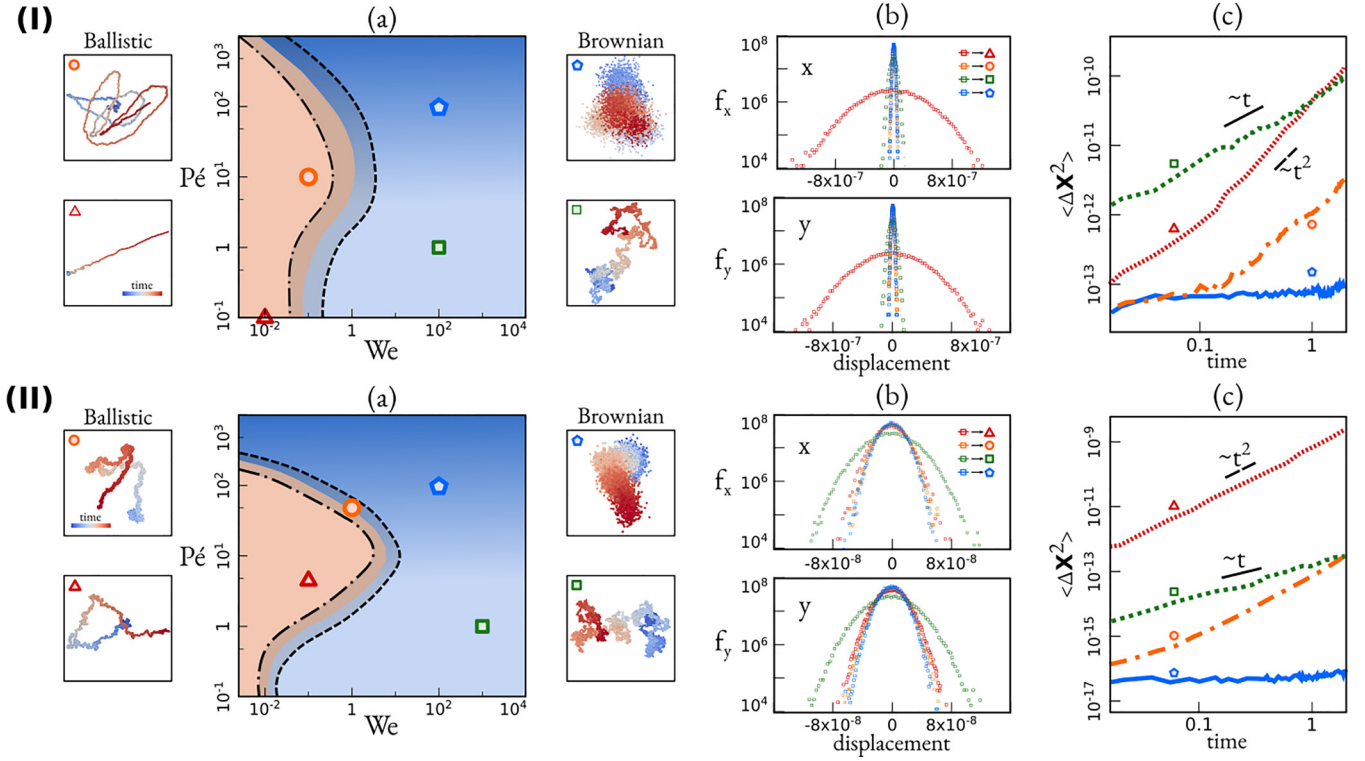 (I)
(a)
(b)
(c)
Ballistic
Brownian
time
Pé
10³
10²
10¹
1
10⁻¹
10⁻²
1
10²
10⁴
We
x
fₓ
10⁸
10⁶
10⁴
-8x10⁻⁷
0
8x10⁻⁷
y
f_y
10⁸
10⁶
10⁴
-8x10⁻⁷
0
8x10⁻⁷
displacement
<ΔX²>
10⁻¹⁰
10⁻¹¹
10⁻¹²
10⁻¹³
~t
~t²
0.1
1
time
(II)
(a)
(b)
(c)
Ballistic
Brownian
time
Pé
10³
10²
10¹
1
10⁻¹
10⁻²
1
10²
10⁴
We
x
fₓ
10⁸
10⁶
10⁴
-8x10⁻⁸
0
8x10⁻⁸
y
f_y
10⁸
10⁶
10⁴
-8x10⁻⁸
0
8x10⁻⁸
displacement
<ΔX²>
10⁻⁹
10⁻¹¹
10⁻¹³
10⁻¹⁵
10⁻¹⁷
~t²
~t
0.1
1
time